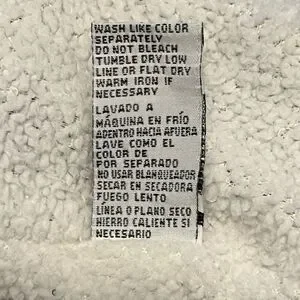 WASH LIKE COLOR
SEPARATELY
DO NOT BLEACH
TUMBLE DRY LOW
LINE OR FLAT DRY
WARM IRON IF
NECESSARY
LAVADO A
MÁQUINA EN FRÍO
ADENTRO HACIA AFUERA
LAVE COMO EL
COLOR DE
POR SEPARADO
NO USAR BLANQUEADOR
SECAR EN SECADORA
FUEGO LENTO
LÍNEA O PLANO SECO
HIERRO CALIENTE SI
NECESARIO